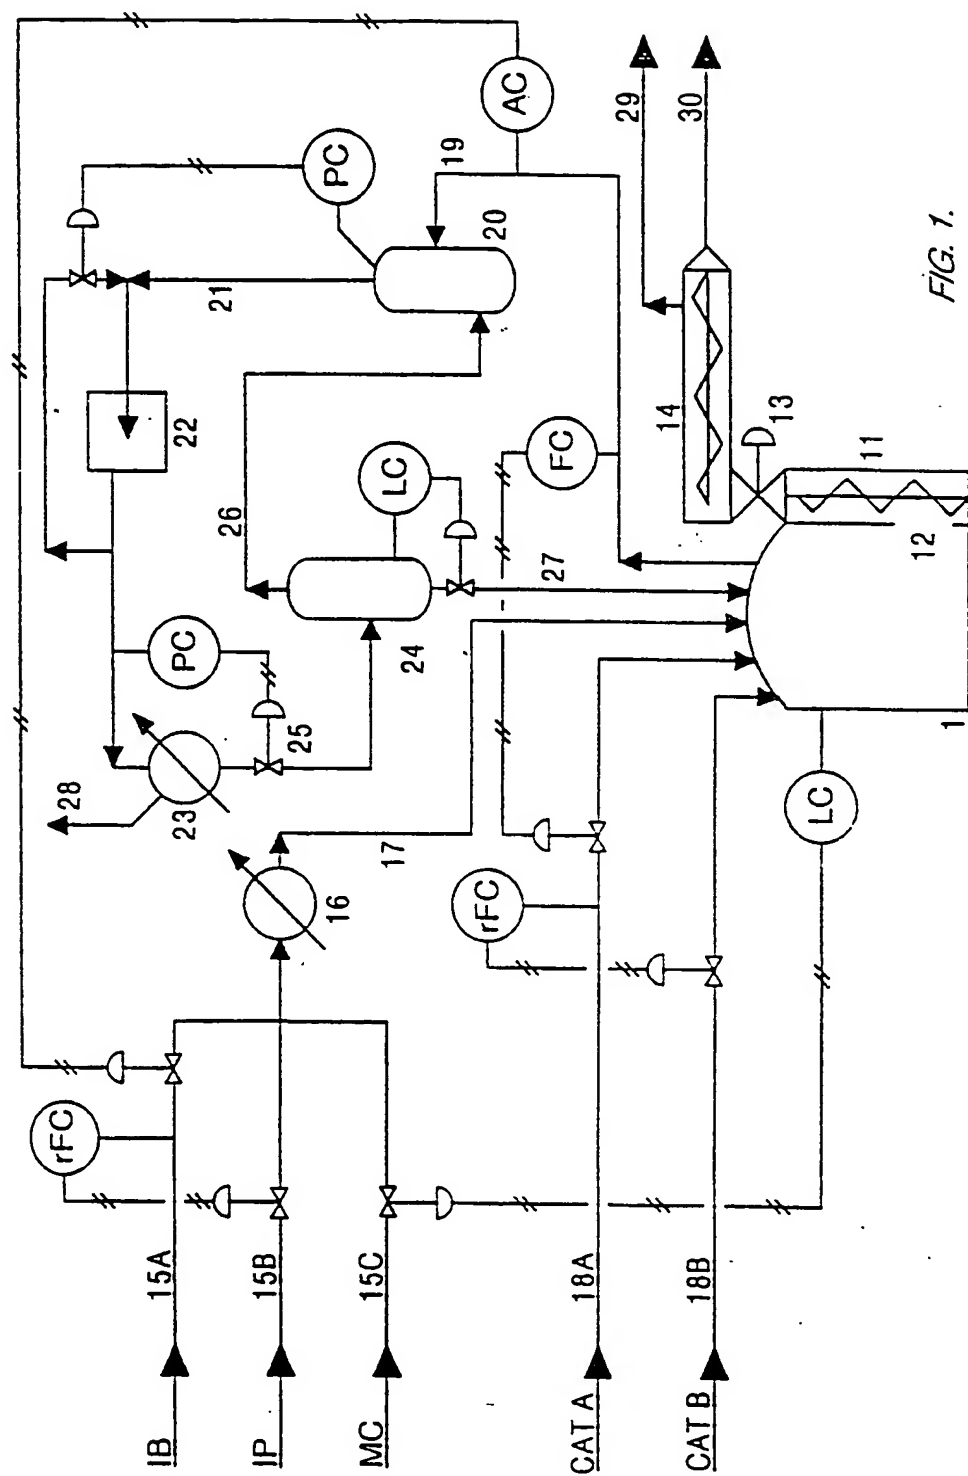 IB
15A
rFC
IP
15B
MC
15C
16
17
28
23
PC
25
24
LC
26
27
22
21
PC
19
20
AC
FC
CAT A
18A
rFC
CAT B
18B
LC
1
12
11
13
14
29
30
FIG. 1.